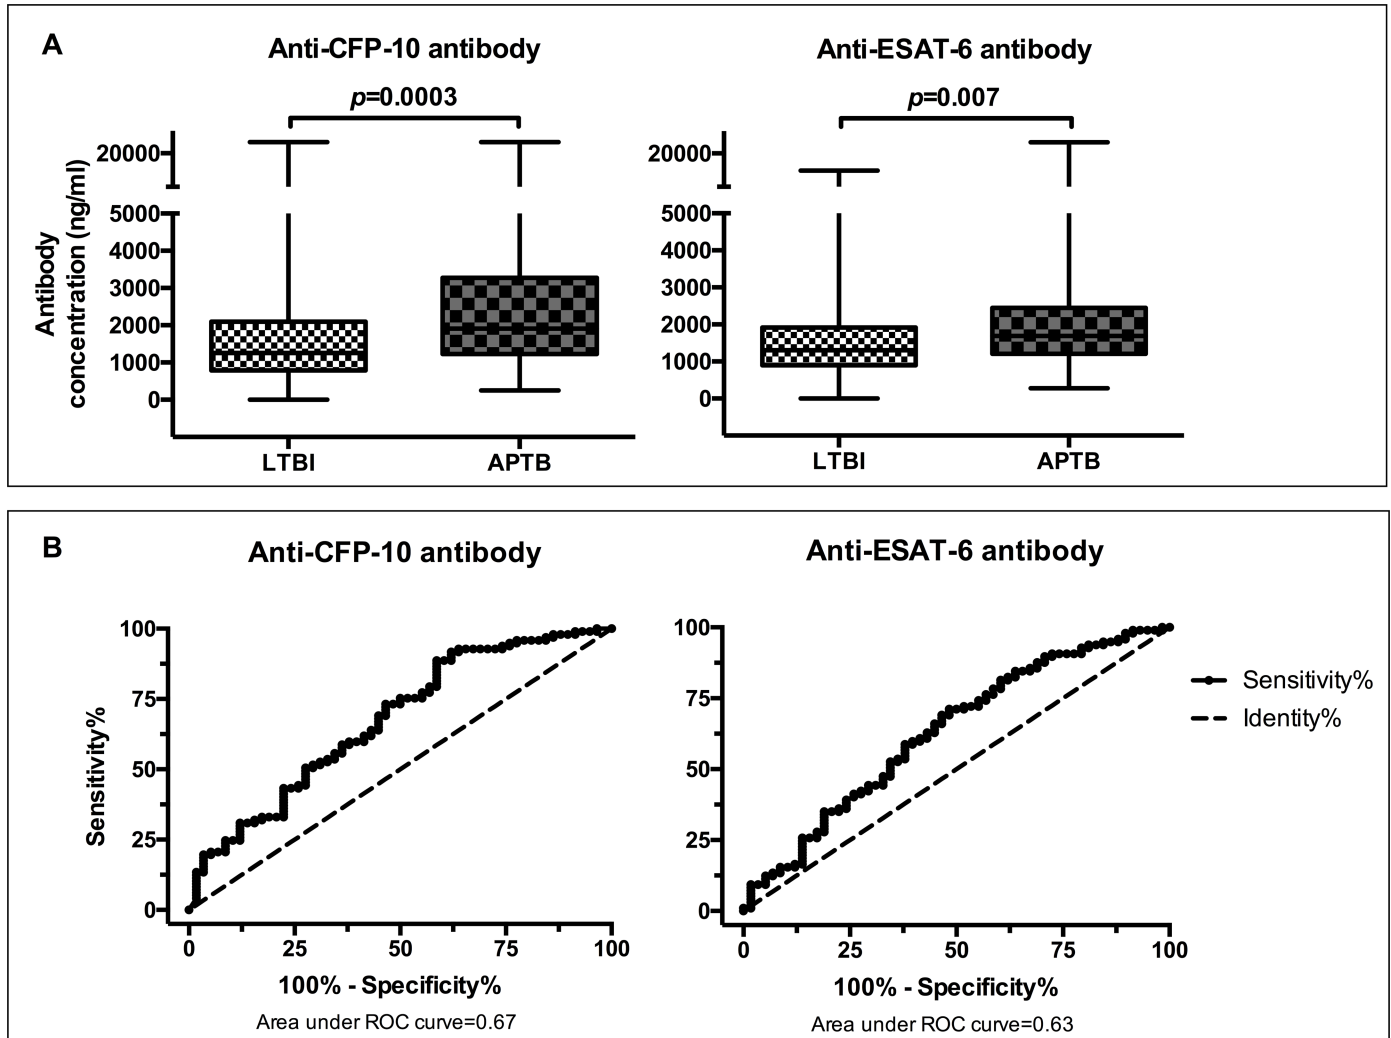 A
Anti-CFP-10 antibody
Anti-ESAT-6 antibody
p=0.0003
p=0.007
Antibody
concentration (ng/ml)
20000
5000
4000
3000
2000
1000
0
LTBI
APTB
20000
5000
4000
3000
2000
1000
0
LTBI
APTB
B
Anti-CFP-10 antibody
Anti-ESAT-6 antibody
Sensitivity%
100
75
50
25
0
0 25 50 75 100
100% - Specificity%
Area under ROC curve=0.67
100
75
50
25
0
0 25 50 75 100
100% - Specificity%
Area under ROC curve=0.63
Sensitivity%
Identity%